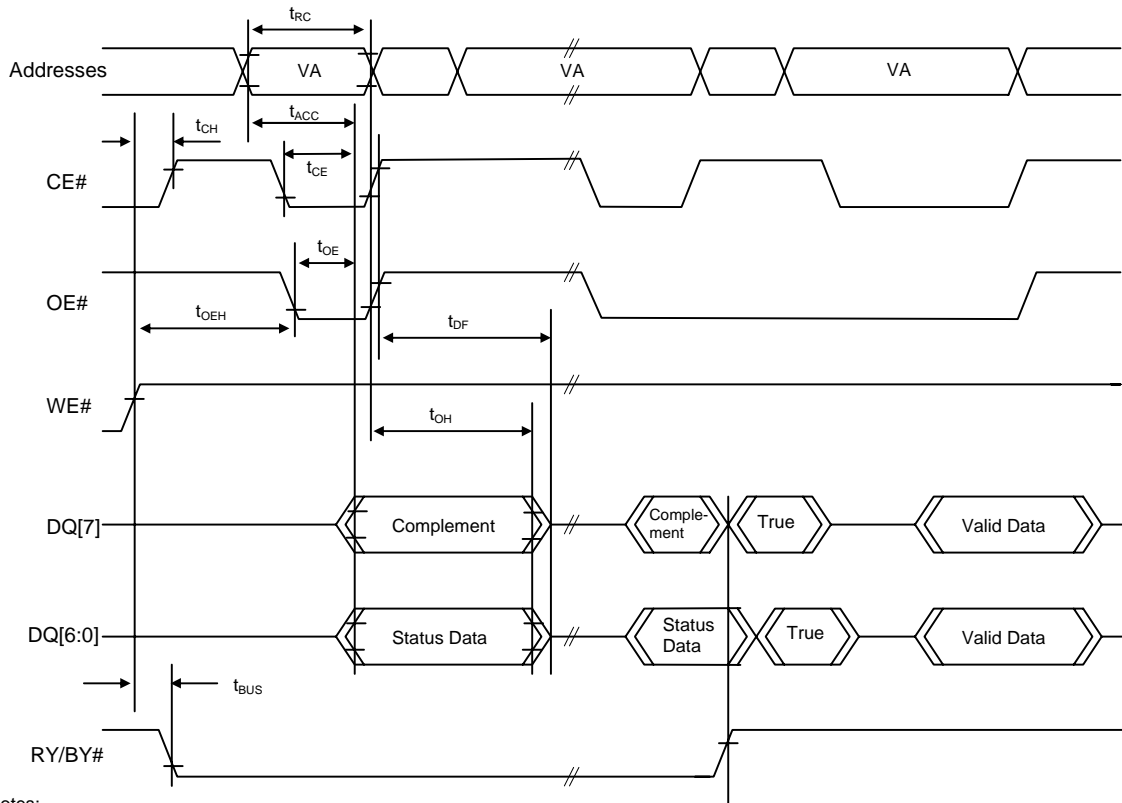 tRC
Addresses VA VA VA
tACC
tCH
tCE
CE#
tOE
OE#
tOEH
tDF
WE#
tOH
DQ[7] Complement Comple-
ment True Valid Data
DQ[6:0] Status Data Status
Data True Valid Data
tBUS
RY/BY#